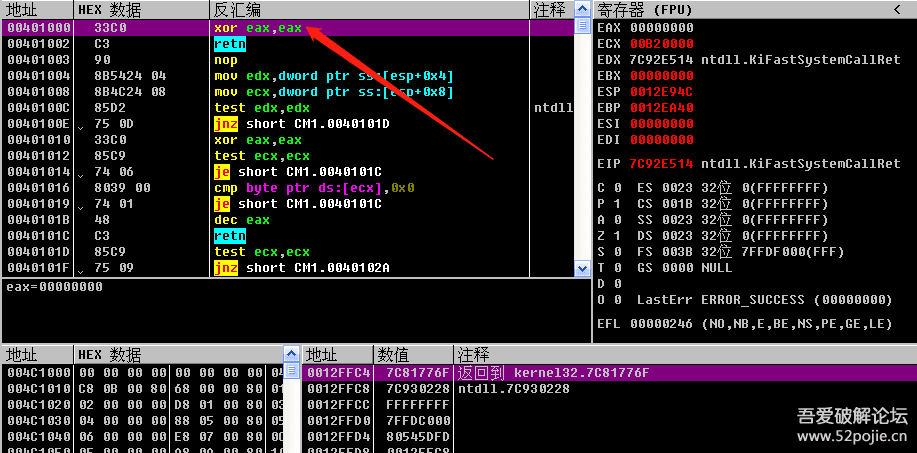 地址 HEX 数据 反汇编 注释
00401000 33C0 xor eax,eax
00401002 C3 retn
00401003 90 nop
00401004 8B5424 04 mov edx,dword ptr ss:[esp+0x4]
00401008 8B4C24 08 mov ecx,dword ptr ss:[esp+0x8]
0040100C 85D2 test edx,edx ntdll
0040100E 75 0D jnz short CM1.0040101D
00401010 33C0 xor eax,eax
00401012 85C9 test ecx,ecx
00401014 74 06 je short CM1.0040101C
00401016 8039 00 cmp byte ptr ds:[ecx],0x0
00401019 74 01 je short CM1.0040101C
0040101B 48 dec eax
0040101C C3 retn
0040101D 85C9 test ecx,ecx
0040101F 75 09 jnz short CM1.0040102A
eax=00000000
寄存器 (FPU) <
EAX 00000000
ECX 00B20000
EDX 7C92E514 ntdll.KiFastSystemCallRet
EBX 00000000
ESP 0012E94C
EBP 0012EA40
ESI 00000000
EDI 00000000
EIP 7C92E514 ntdll.KiFastSystemCallRet
C 0 ES 0023 32位 0(FFFFFFFF)
P 1 CS 001B 32位 0(FFFFFFFF)
A 0 SS 0023 32位 0(FFFFFFFF)
Z 1 DS 0023 32位 0(FFFFFFFF)
S 0 FS 003B 32位 7FFDF000(FFF)
T 0 GS 0000 NULL
D 0
O 0 LastErr ERROR_SUCCESS (00000000)
EFL 00000246 (NO,NB,E,BE,NS,PE,GE,LE)
地址 HEX 数据
004C1000 00 00 00 00 00 00 00 00
004C1010 C8 0B 00 80 68 00 00 80
004C1020 02 00 00 00 D8 01 00 80
004C1030 04 00 00 00 88 05 00 80
004C1040 06 00 00 00 E8 07 00 80
地址 数值 注释
0012FFC4 7C81776F 返回到 kernel32.7C81776F
0012FFC8 7C930228 ntdll.7C930228
0012FFCC FFFFFFFF
0012FFD0 7FFDC000
0012FFD4 80545DFD
吾爱破解论坛
www.52pojie.cn